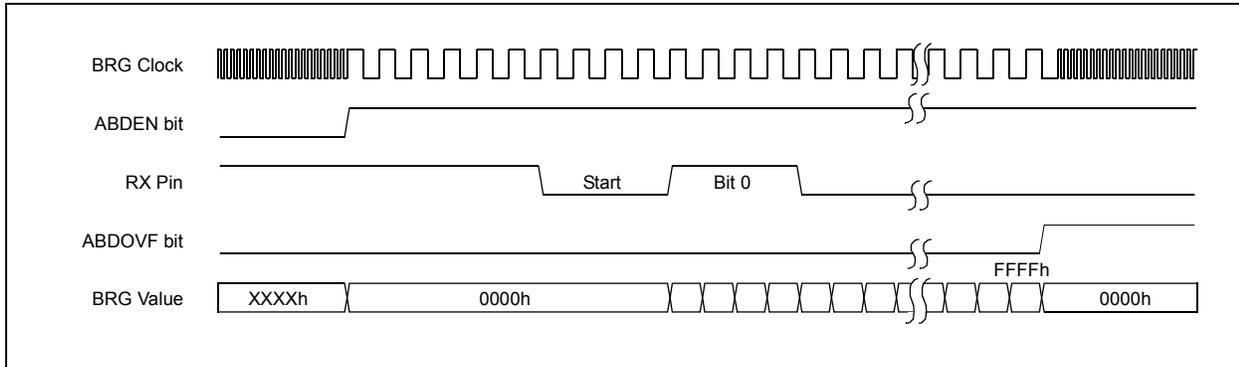 BRG Clock
ABDEN bit
RX Pin
Start
Bit 0
ABDOVF bit
FFFFh
BRG Value
XXXXh
0000h
0000h